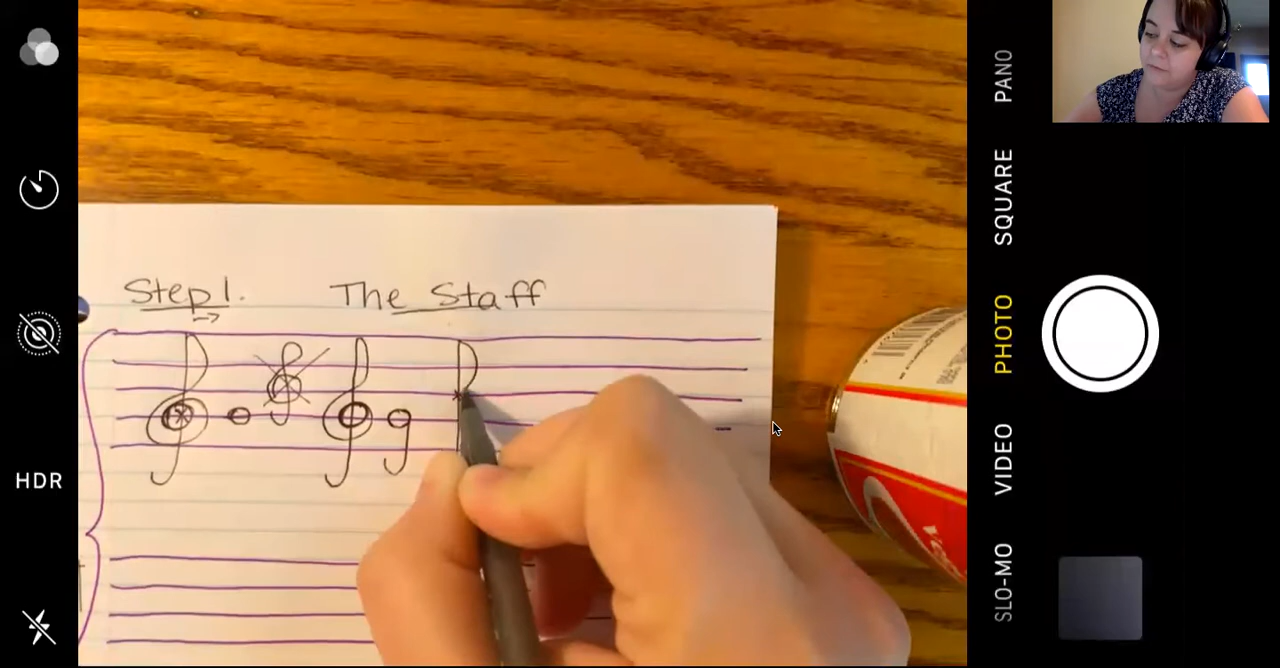 Step 1. The Staff
g
HDR
PANO
SQUARE
PHOTO
VIDEO
SLO-MO